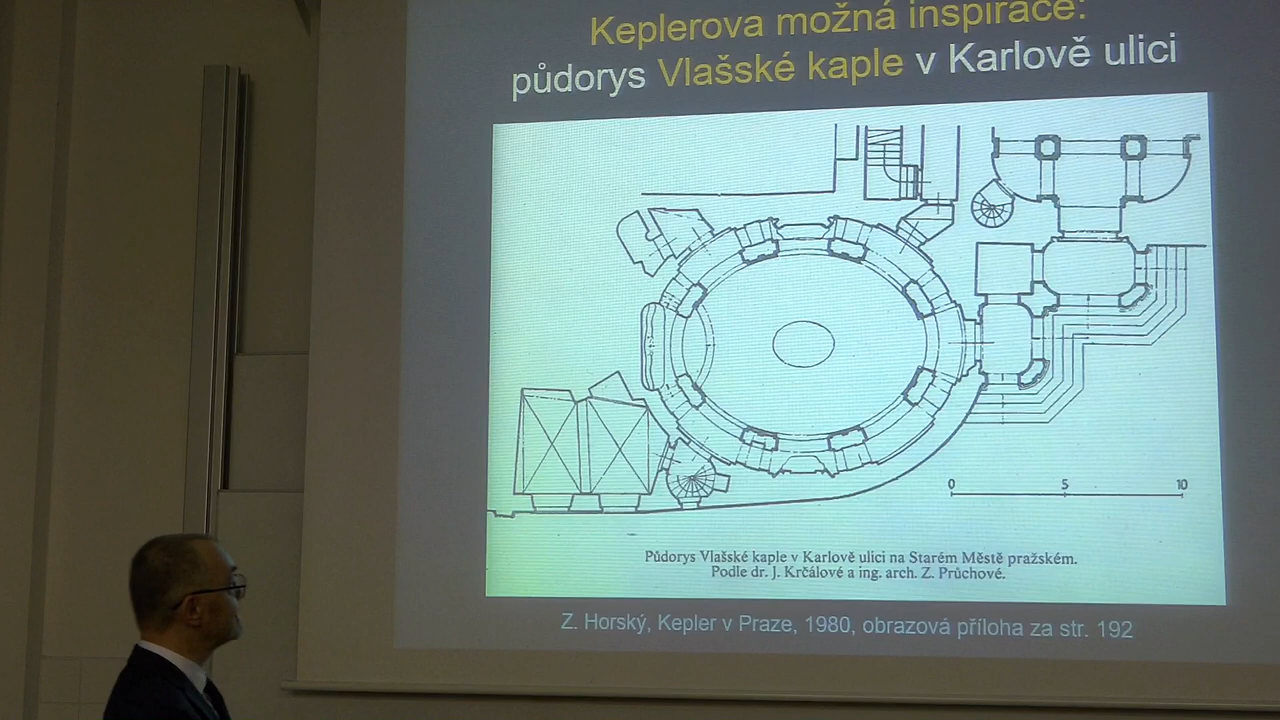 Keplerova možná inspirace:
půdorys Vlašské kaple v Karlově ulici
0 5 10
Půdorys Vlašské kaple v Karlově ulici na Starém Městě pražském.
Podle dr. J. Krčálové a ing. arch. Z. Průchové.
Z. Horský, Kepler v Praze, 1980, obrazová příloha za str. 192